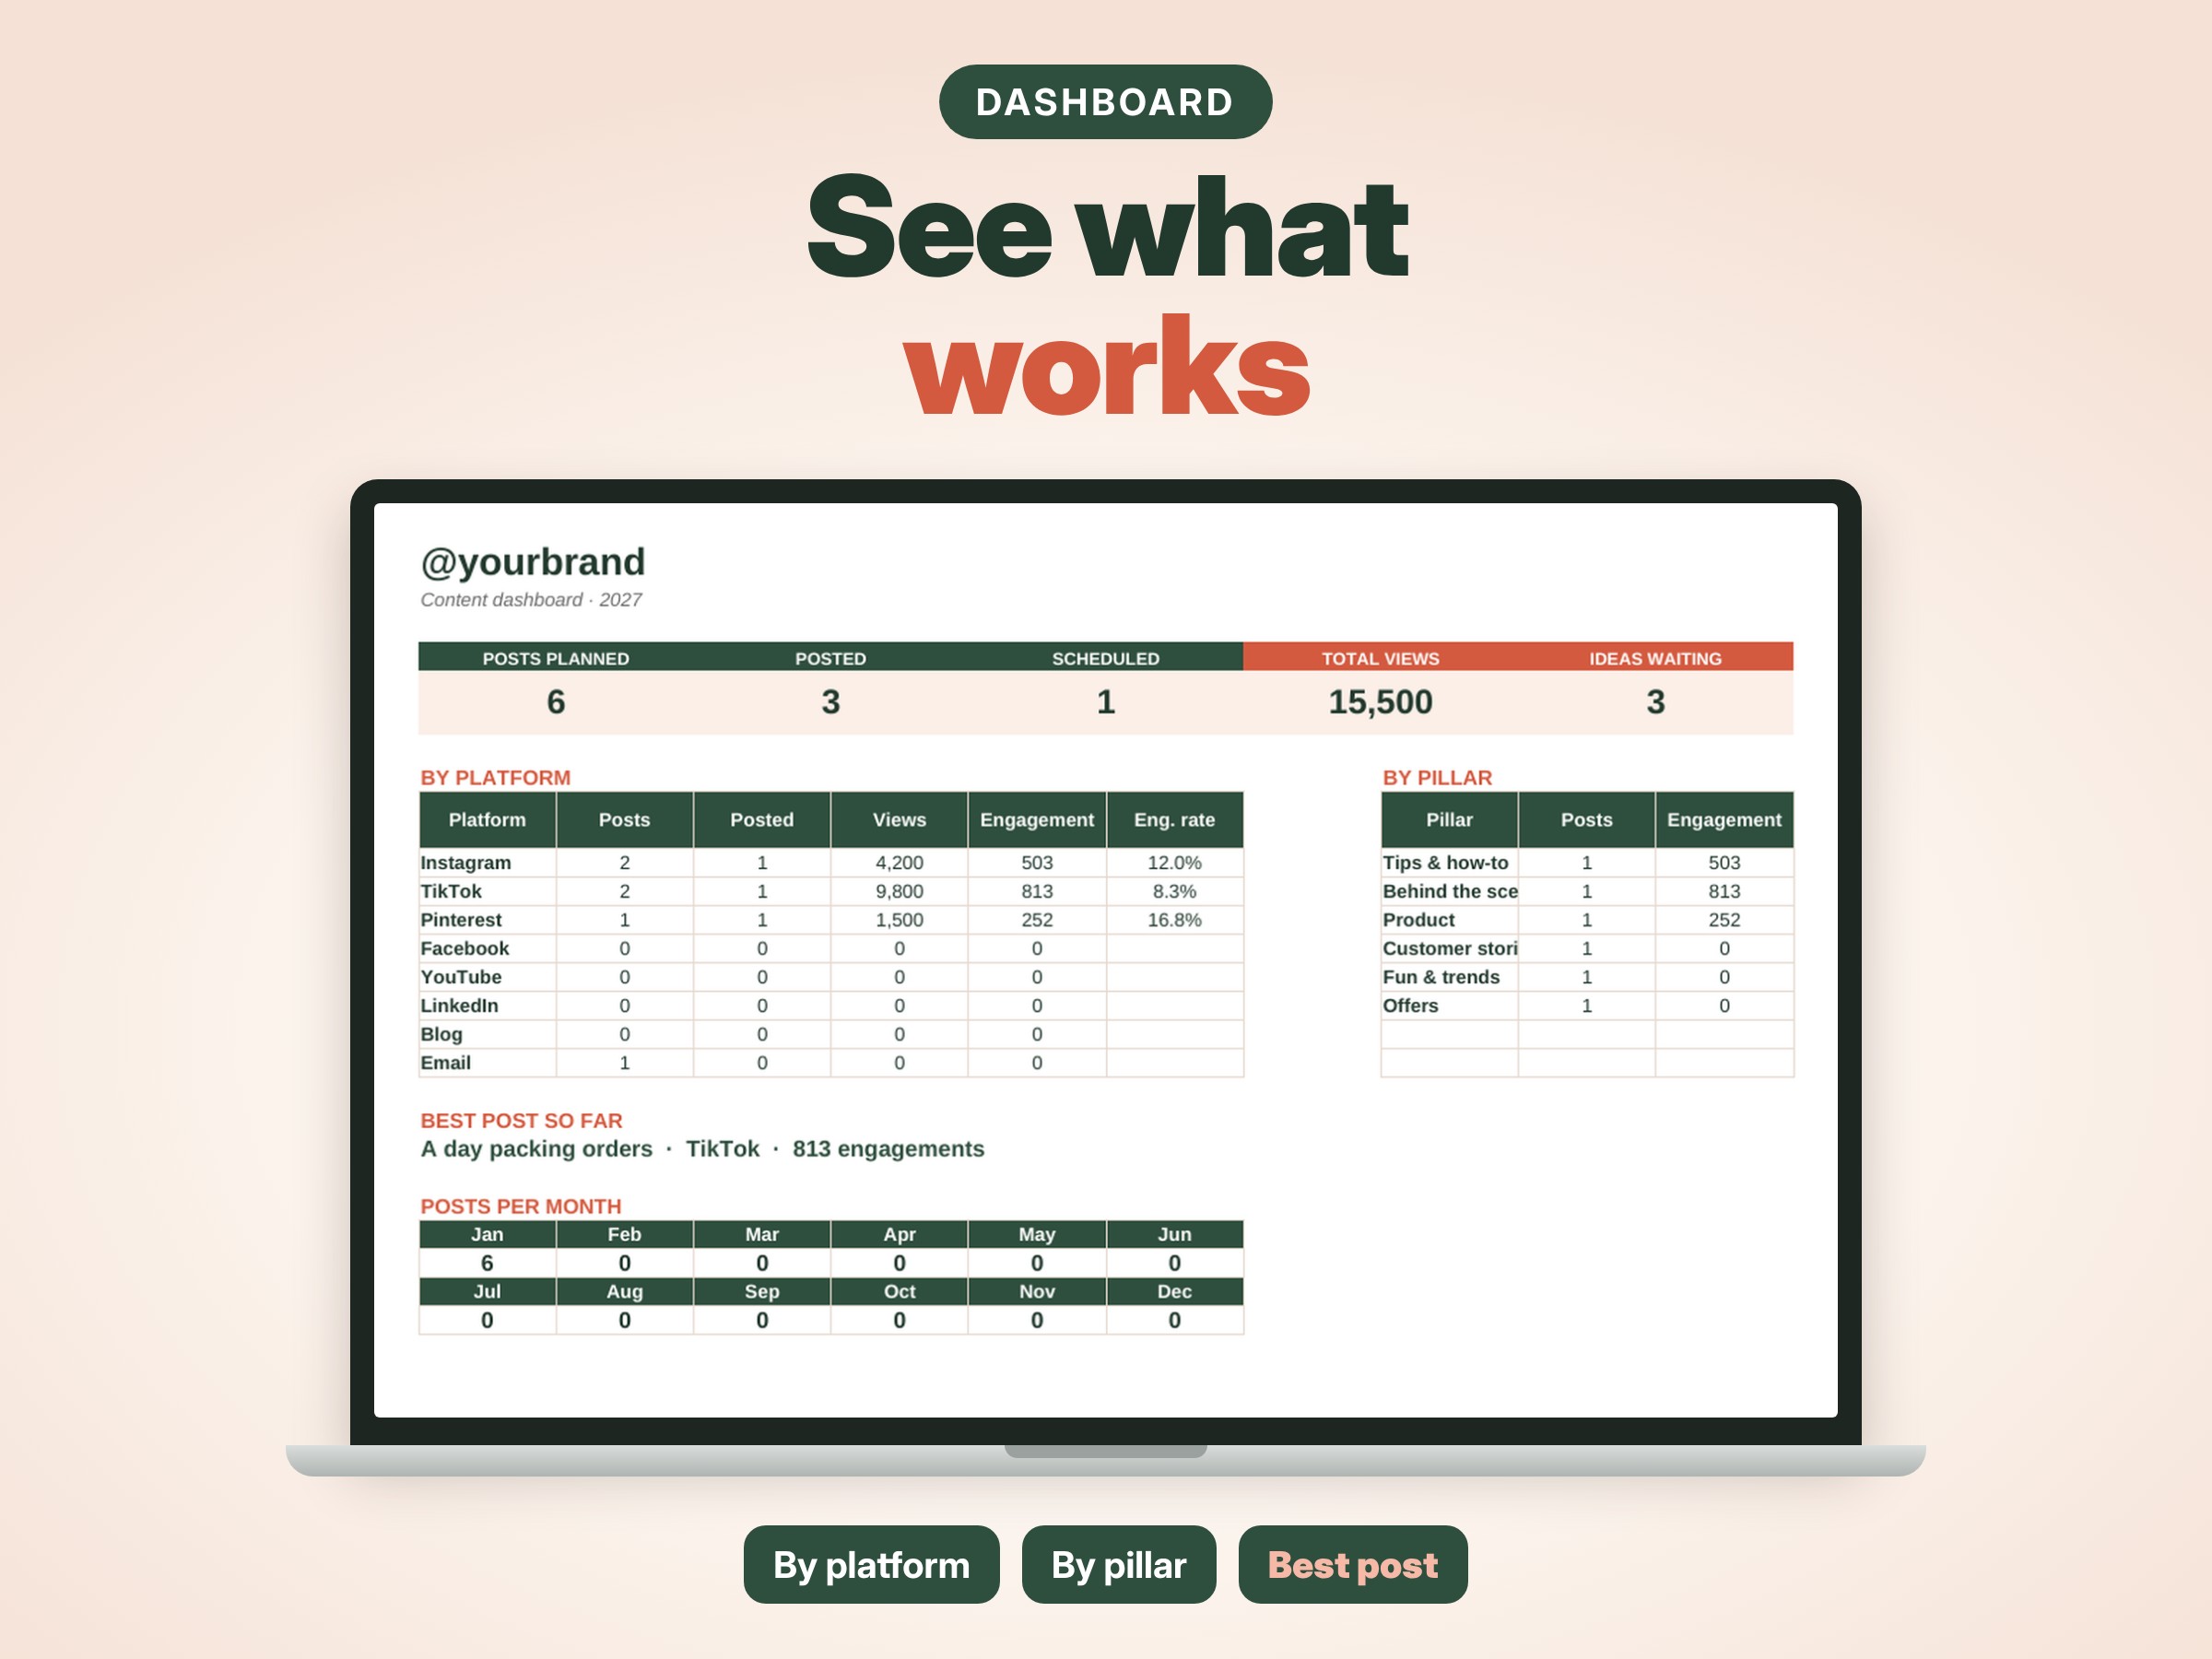 DASHBOARD
See what
works
@yourbrand
Content dashboard · 2027
POSTS PLANNED POSTED SCHEDULED TOTAL VIEWS IDEAS WAITING
6 3 1 15,500 3
BY PLATFORM
Platform Posts Posted Views Engagement Eng. rate
Instagram 2 1 4,200 503 12.0%
TikTok 2 1 9,800 813 8.3%
Pinterest 1 1 1,500 252 16.8%
Facebook 0 0 0 0
YouTube 0 0 0 0
LinkedIn 0 0 0 0
Blog 0 0 0 0
Email 1 0 0 0
BY PILLAR
Pillar Posts Engagement
Tips & how-to 1 503
Behind the sce 1 813
Product 1 252
Customer stori 1 0
Fun & trends 1 0
Offers 1 0
BEST POST SO FAR
A day packing orders · TikTok · 813 engagements
POSTS PER MONTH
Jan Feb Mar Apr May Jun
6 0 0 0 0 0
Jul Aug Sep Oct Nov Dec
0 0 0 0 0 0
By platform By pillar Best post